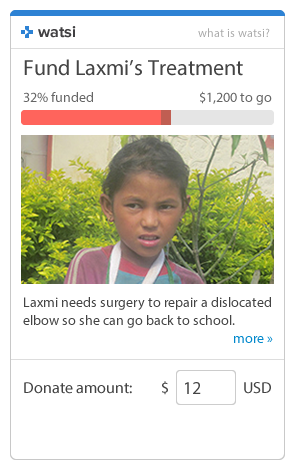 watsi
what is watsi?
Fund Laxmi's Treatment
32% funded
$1,200 to go
Laxmi needs surgery to repair a dislocated
elbow so she can go back to school.
more »
Donate amount: $ 12 USD